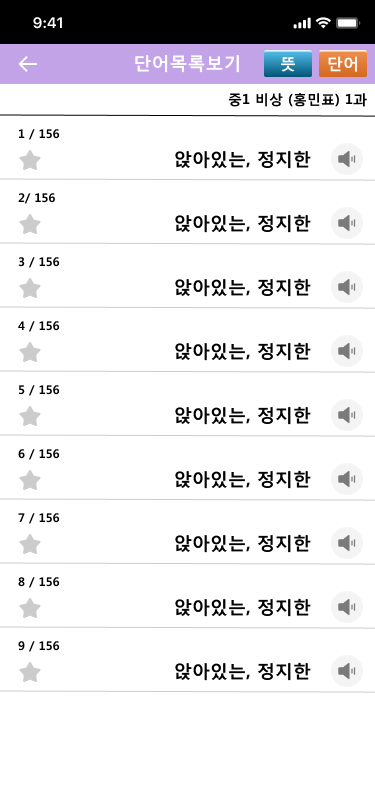 9:41
단어목록보기 뜻 단어
중1 비상 (홍민표) 1과
1 / 156
앉아있는, 정지한
2/ 156
앉아있는, 정지한
3 / 156
앉아있는, 정지한
4 / 156
앉아있는, 정지한
5 / 156
앉아있는, 정지한
6 / 156
앉아있는, 정지한
7 / 156
앉아있는, 정지한
8 / 156
앉아있는, 정지한
9 / 156
앉아있는, 정지한